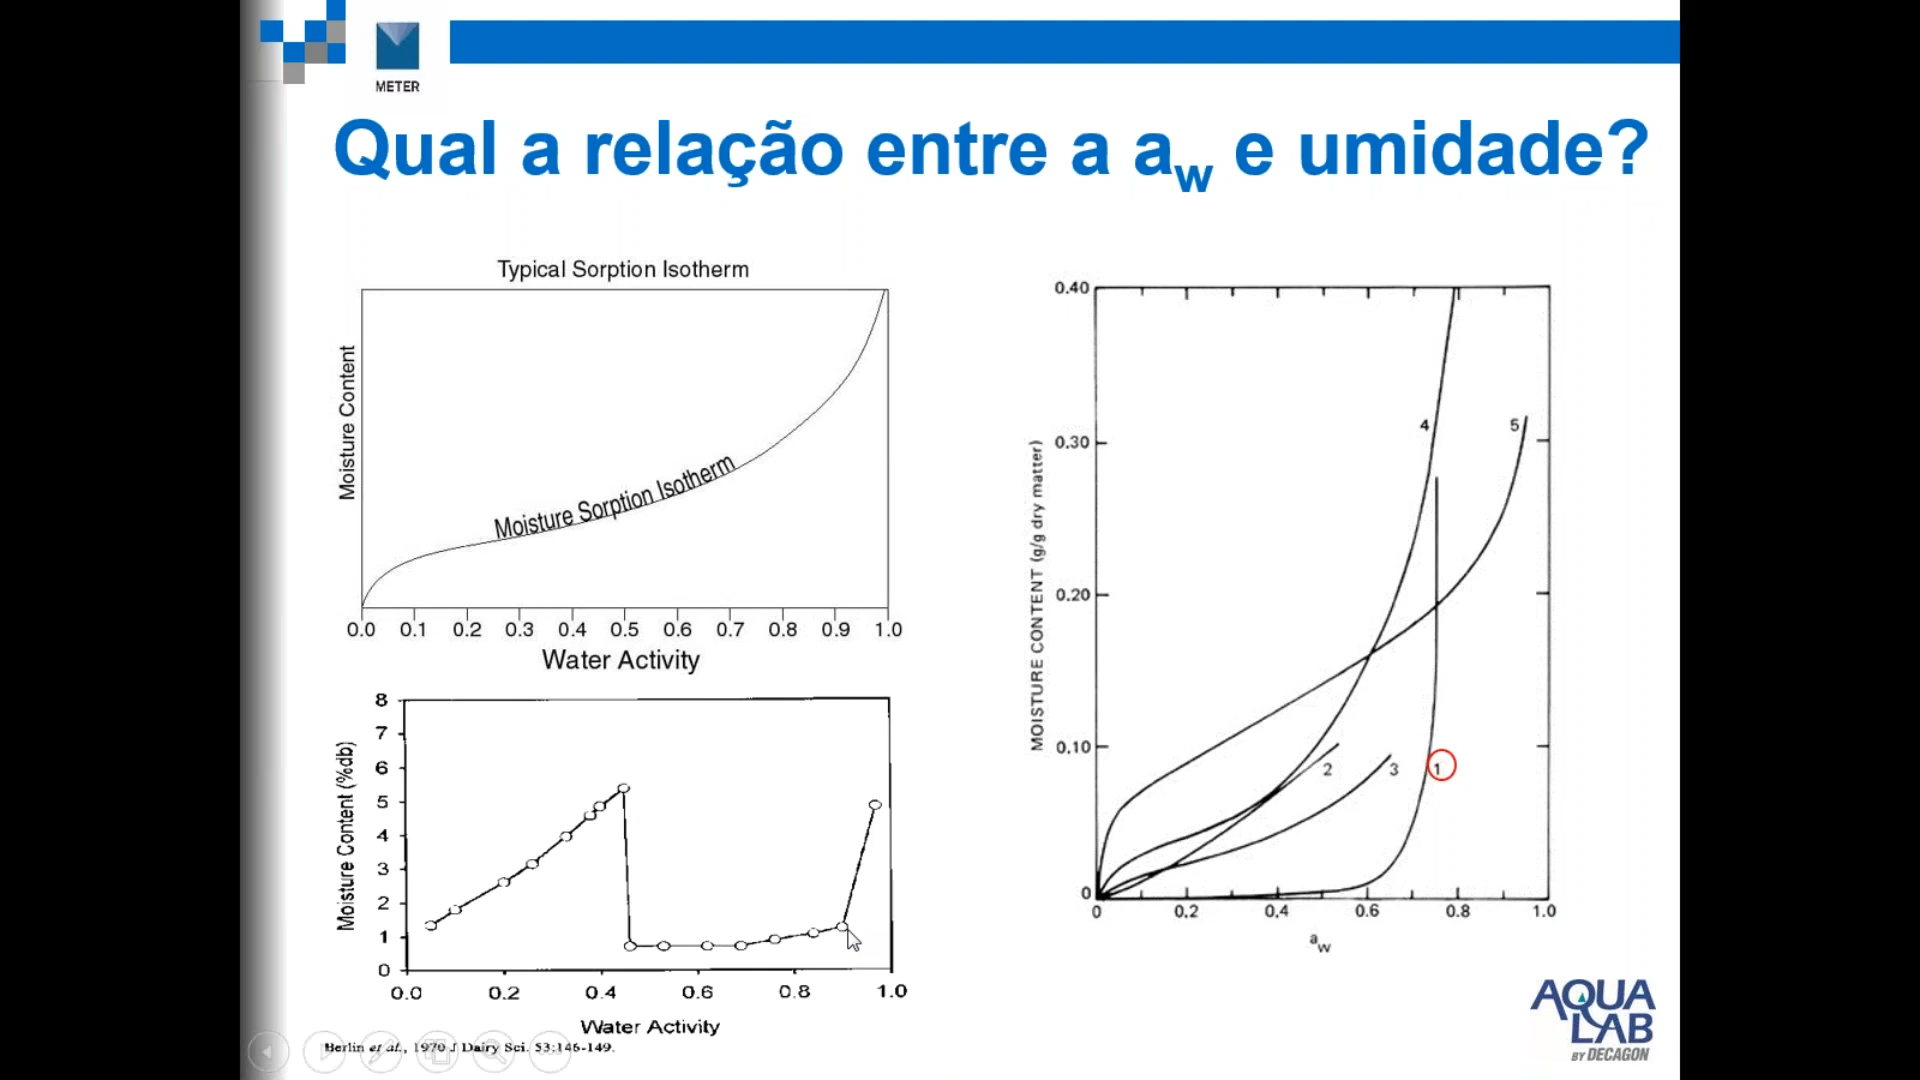 METER
Qual a relação entre a aw e umidade?
Typical Sorption Isotherm
Moisture Content
Moisture Sorption Isotherm
0.0 0.1 0.2 0.3 0.4 0.5 0.6 0.7 0.8 0.9 1.0
Water Activity
8
7
6
5
4
3
2
1
0
Moisture Content (%db)
0.0 0.2 0.4 0.6 0.8 1.0
Water Activity
Berlin et al., 1970 J Dairy Sci. 53:146-149.
0.40
0.30
0.20
0.10
0
MOISTURE CONTENT (g/g dry matter)
4
5
2
3
1
0 0.2 0.4 0.6 0.8 1.0
aw
AQUA
LAB
BY DECAGON